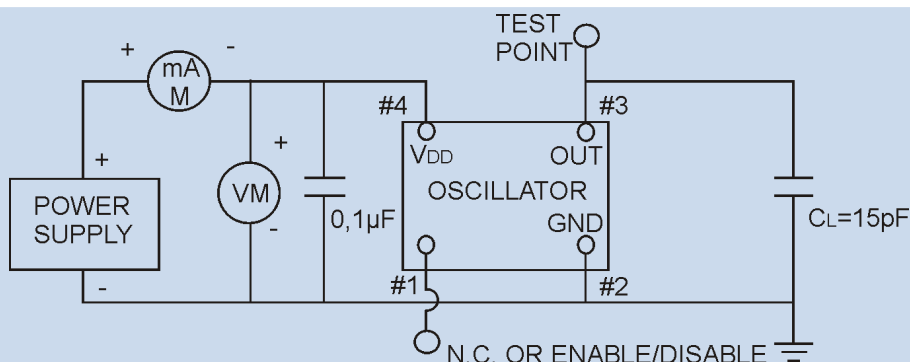 TEST
POINT
+ -
mA
M
#4 #3
+ +
VDD OUT
POWER
SUPPLY
VM
0,1µF
OSCILLATOR
GND
CL=15pF
-
- #1 #2
N.C. OR ENABLE/DISABLE